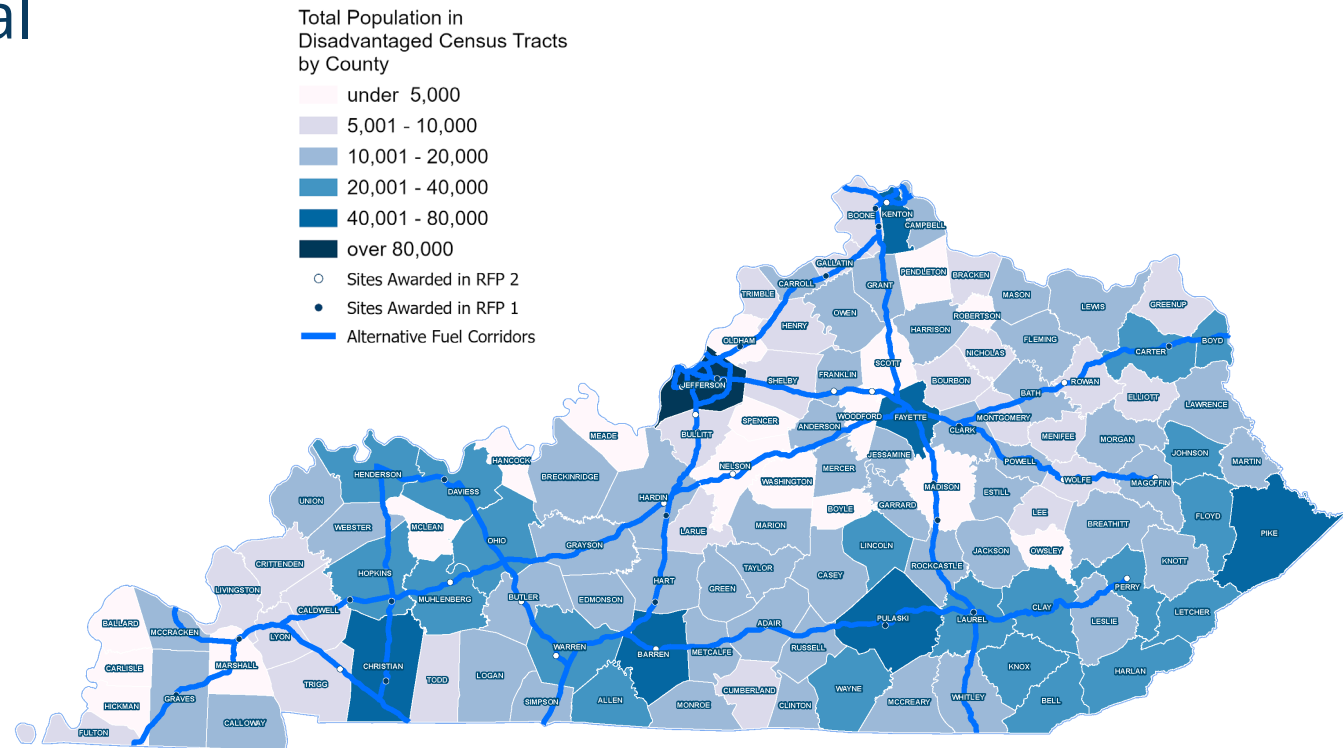 al
Total Population in
Disadvantaged Census Tracts
by County
under 5,000
5,001 - 10,000
10,001 - 20,000
20,001 - 40,000
40,001 - 80,000
over 80,000
Sites Awarded in RFP 2
Sites Awarded in RFP 1
Alternative Fuel Corridors
BOONE
KENTON
CAMPBELL
GALLATIN
PENDLETON
BRACKEN
CARROLL
GRANT
TRIMBLE
MASON
OWEN
LEWIS
GREENUP
ROBERTSON
HENRY
HARRISON
FLEMING
OLDHAM
BOYD
CARTER
NICHOLAS
SCOTT
JEFFERSON
SHELBY
FRANKLIN
BOURBON
ROWAN
BATH
ELLIOTT
LAWRENCE
WOODFORD
FAYETTE
MONTGOMERY
SPENCER
ANDERSON
CLARK
BULLITT
MEADE
MENIFEE
MORGAN
JESSAMINE
JOHNSON
HANCOCK
NELSON
MERCER
POWELL
MARTIN
HENDERSON
BRECKINRIDGE
WASHINGTON
WOLFE
MAGOFFIN
DAVIESS
MADISON
ESTILL
UNION
HARDIN
BOYLE
GARRARD
LEE
FLOYD
WEBSTER
MCLEAN
LARUE
MARION
BREATHITT
PIKE
OHIO
GRAYSON
LINCOLN
JACKSON
OWSLEY
CRITTENDEN
HOPKINS
TAYLOR
CASEY
ROCKCASTLE
KNOTT
LIVINGSTON
HART
GREEN
PERRY
MUHLENBERG
BUTLER
EDMONSON
CALDWELL
CLAY
LETCHER
BALLARD
MCCRACKEN
LYON
ADAIR
PULASKI
LAUREL
LESLIE
WARREN
BARREN
METCALFE
RUSSELL
CARLISLE
MARSHALL
CHRISTIAN
KNOX
HARLAN
TRIGG
TODD
LOGAN
CUMBERLAND
WAYNE
GRAVES
HICKMAN
SIMPSON
ALLEN
MONROE
CLINTON
MCCREARY
WHITLEY
BELL
CALLOWAY
FULTON